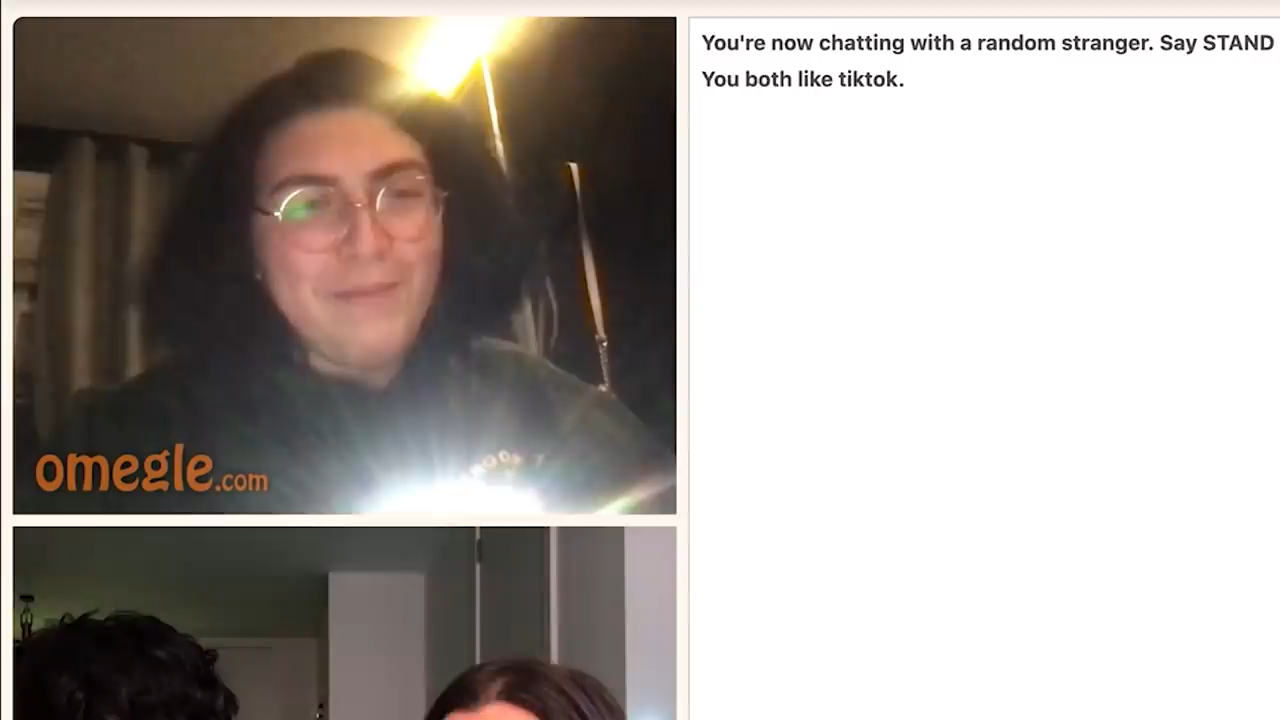 You're now chatting with a random stranger. Say STAND
You both like tiktok.
omegle.com